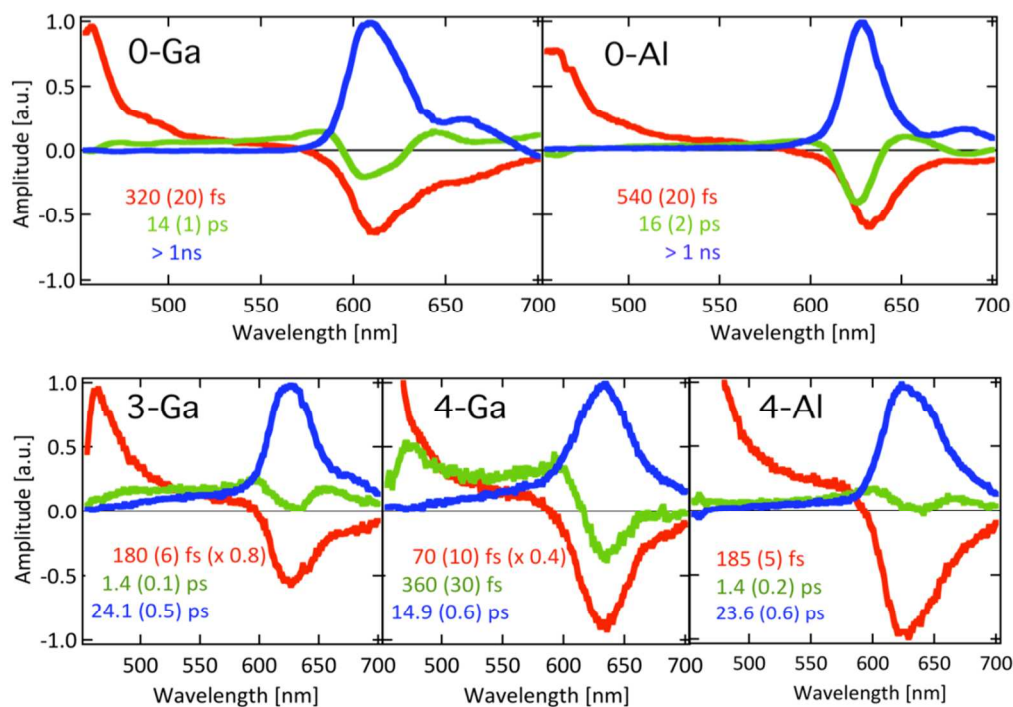 0-Ga
0-Al
Amplitude [a.u.]
1.0
0.5
0.0
-0.5
-1.0
320 (20) fs
14 (1) ps
> 1ns
540 (20) fs
16 (2) ps
> 1 ns
500 550 600 650 700
500 550 600 650 700
Wavelength [nm]
Wavelength [nm]
3-Ga
4-Ga
4-Al
Amplitude [a.u.]
1.0
0.5
0.0
-0.5
-1.0
180 (6) fs (x 0.8)
1.4 (0.1) ps
24.1 (0.5) ps
70 (10) fs (x 0.4)
360 (30) fs
14.9 (0.6) ps
185 (5) fs
1.4 (0.2) ps
23.6 (0.6) ps
500 550 600 650 700
500 550 600 650 700
500 550 600 650 700
Wavelength [nm]
Wavelength [nm]
Wavelength [nm]